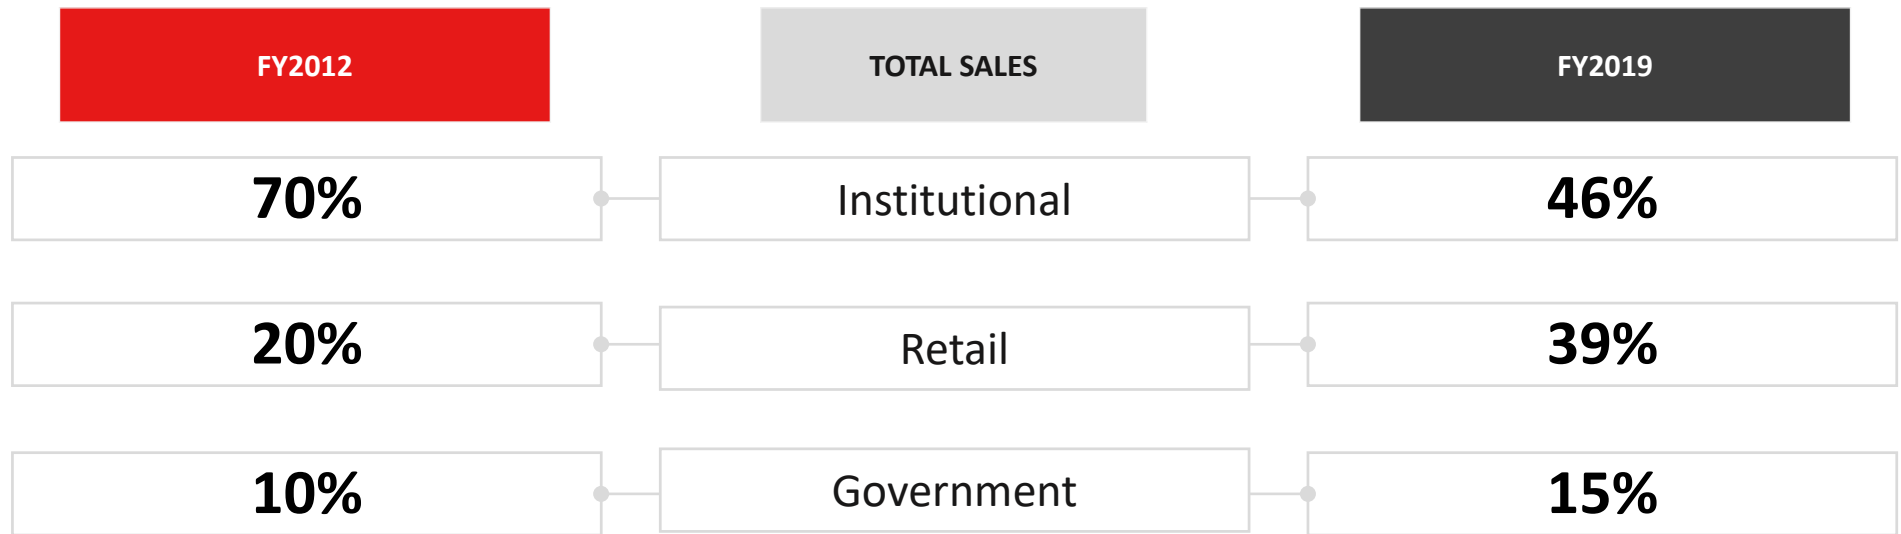 FY2012 TOTAL SALES FY2019
70% Institutional 46%
20% Retail 39%
10% Government 15%